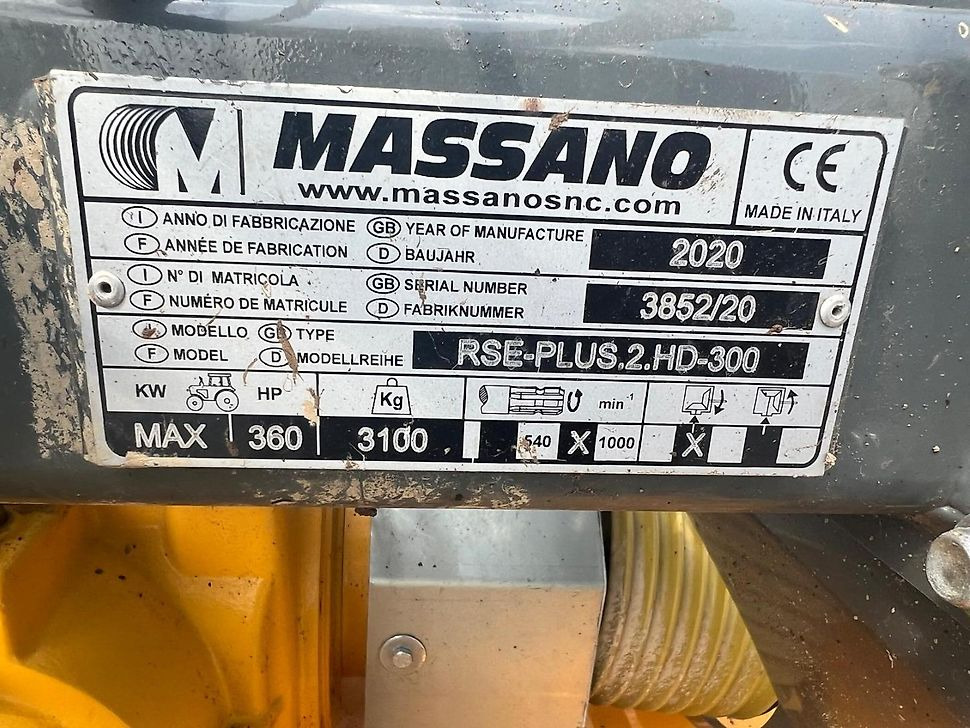 M MASSANO CE
www.massanosnc.com MADE IN ITALY
I ANNO DI FABBRICAZIONE GB YEAR OF MANUFACTURE
F ANNÉE DE FABRICATION D BAUJAHR 2020
I N° DI MATRICOLA GB SERIAL NUMBER
F NUMÉRO DE MATRICULE D FABRIKNUMMER 3852/20
I MODELLO GB TYPE
F MODEL D MODELLREIHE RSE-PLUS.2.HD-300
KW HP Kg min⁻¹
MAX 360 3100 540 X 1000 X